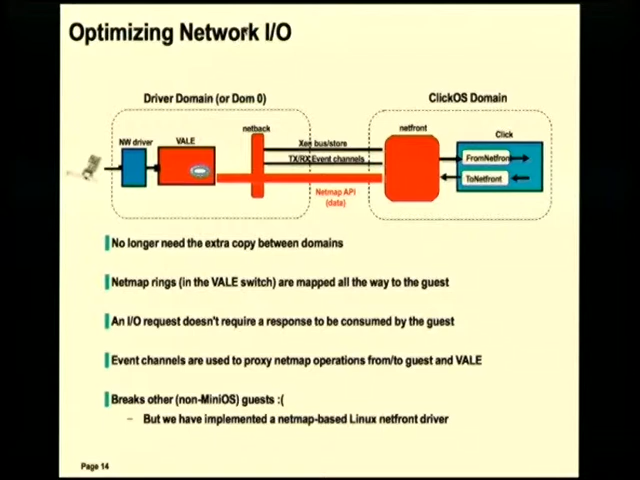 Optimizing Network I/O
Driver Domain (or Dom 0)
ClickOS Domain
netback
netfront
NW driver
VALE
Click
Xen bus/store
TX/RX Event channels
FromNetfront
ToNetfront
Netmap API
(data)
No longer need the extra copy between domains
Netmap rings (in the VALE switch) are mapped all the way to the guest
An I/O request doesn't require a response to be consumed by the guest
Event channels are used to proxy netmap operations from/to guest and VALE
Breaks other (non-MiniOS) guests :(
– But we have implemented a netmap-based Linux netfront driver
Page 14